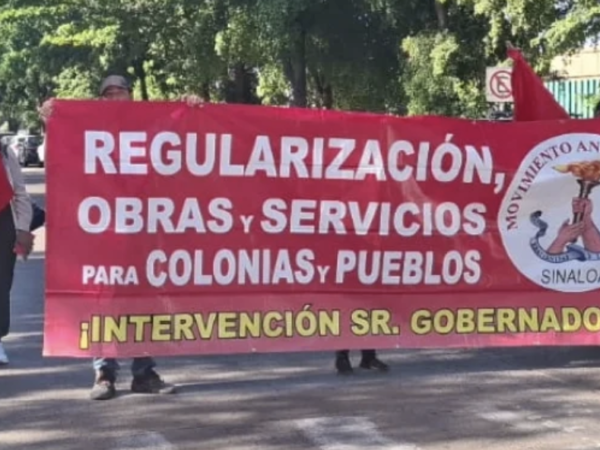 REGULARIZACIÓN,
OBRAS Y SERVICIOS
PARA COLONIAS Y PUEBLOS
¡INTERVENCIÓN SR. GOBERNADO
MOVIMIENTO AN
SINALOA